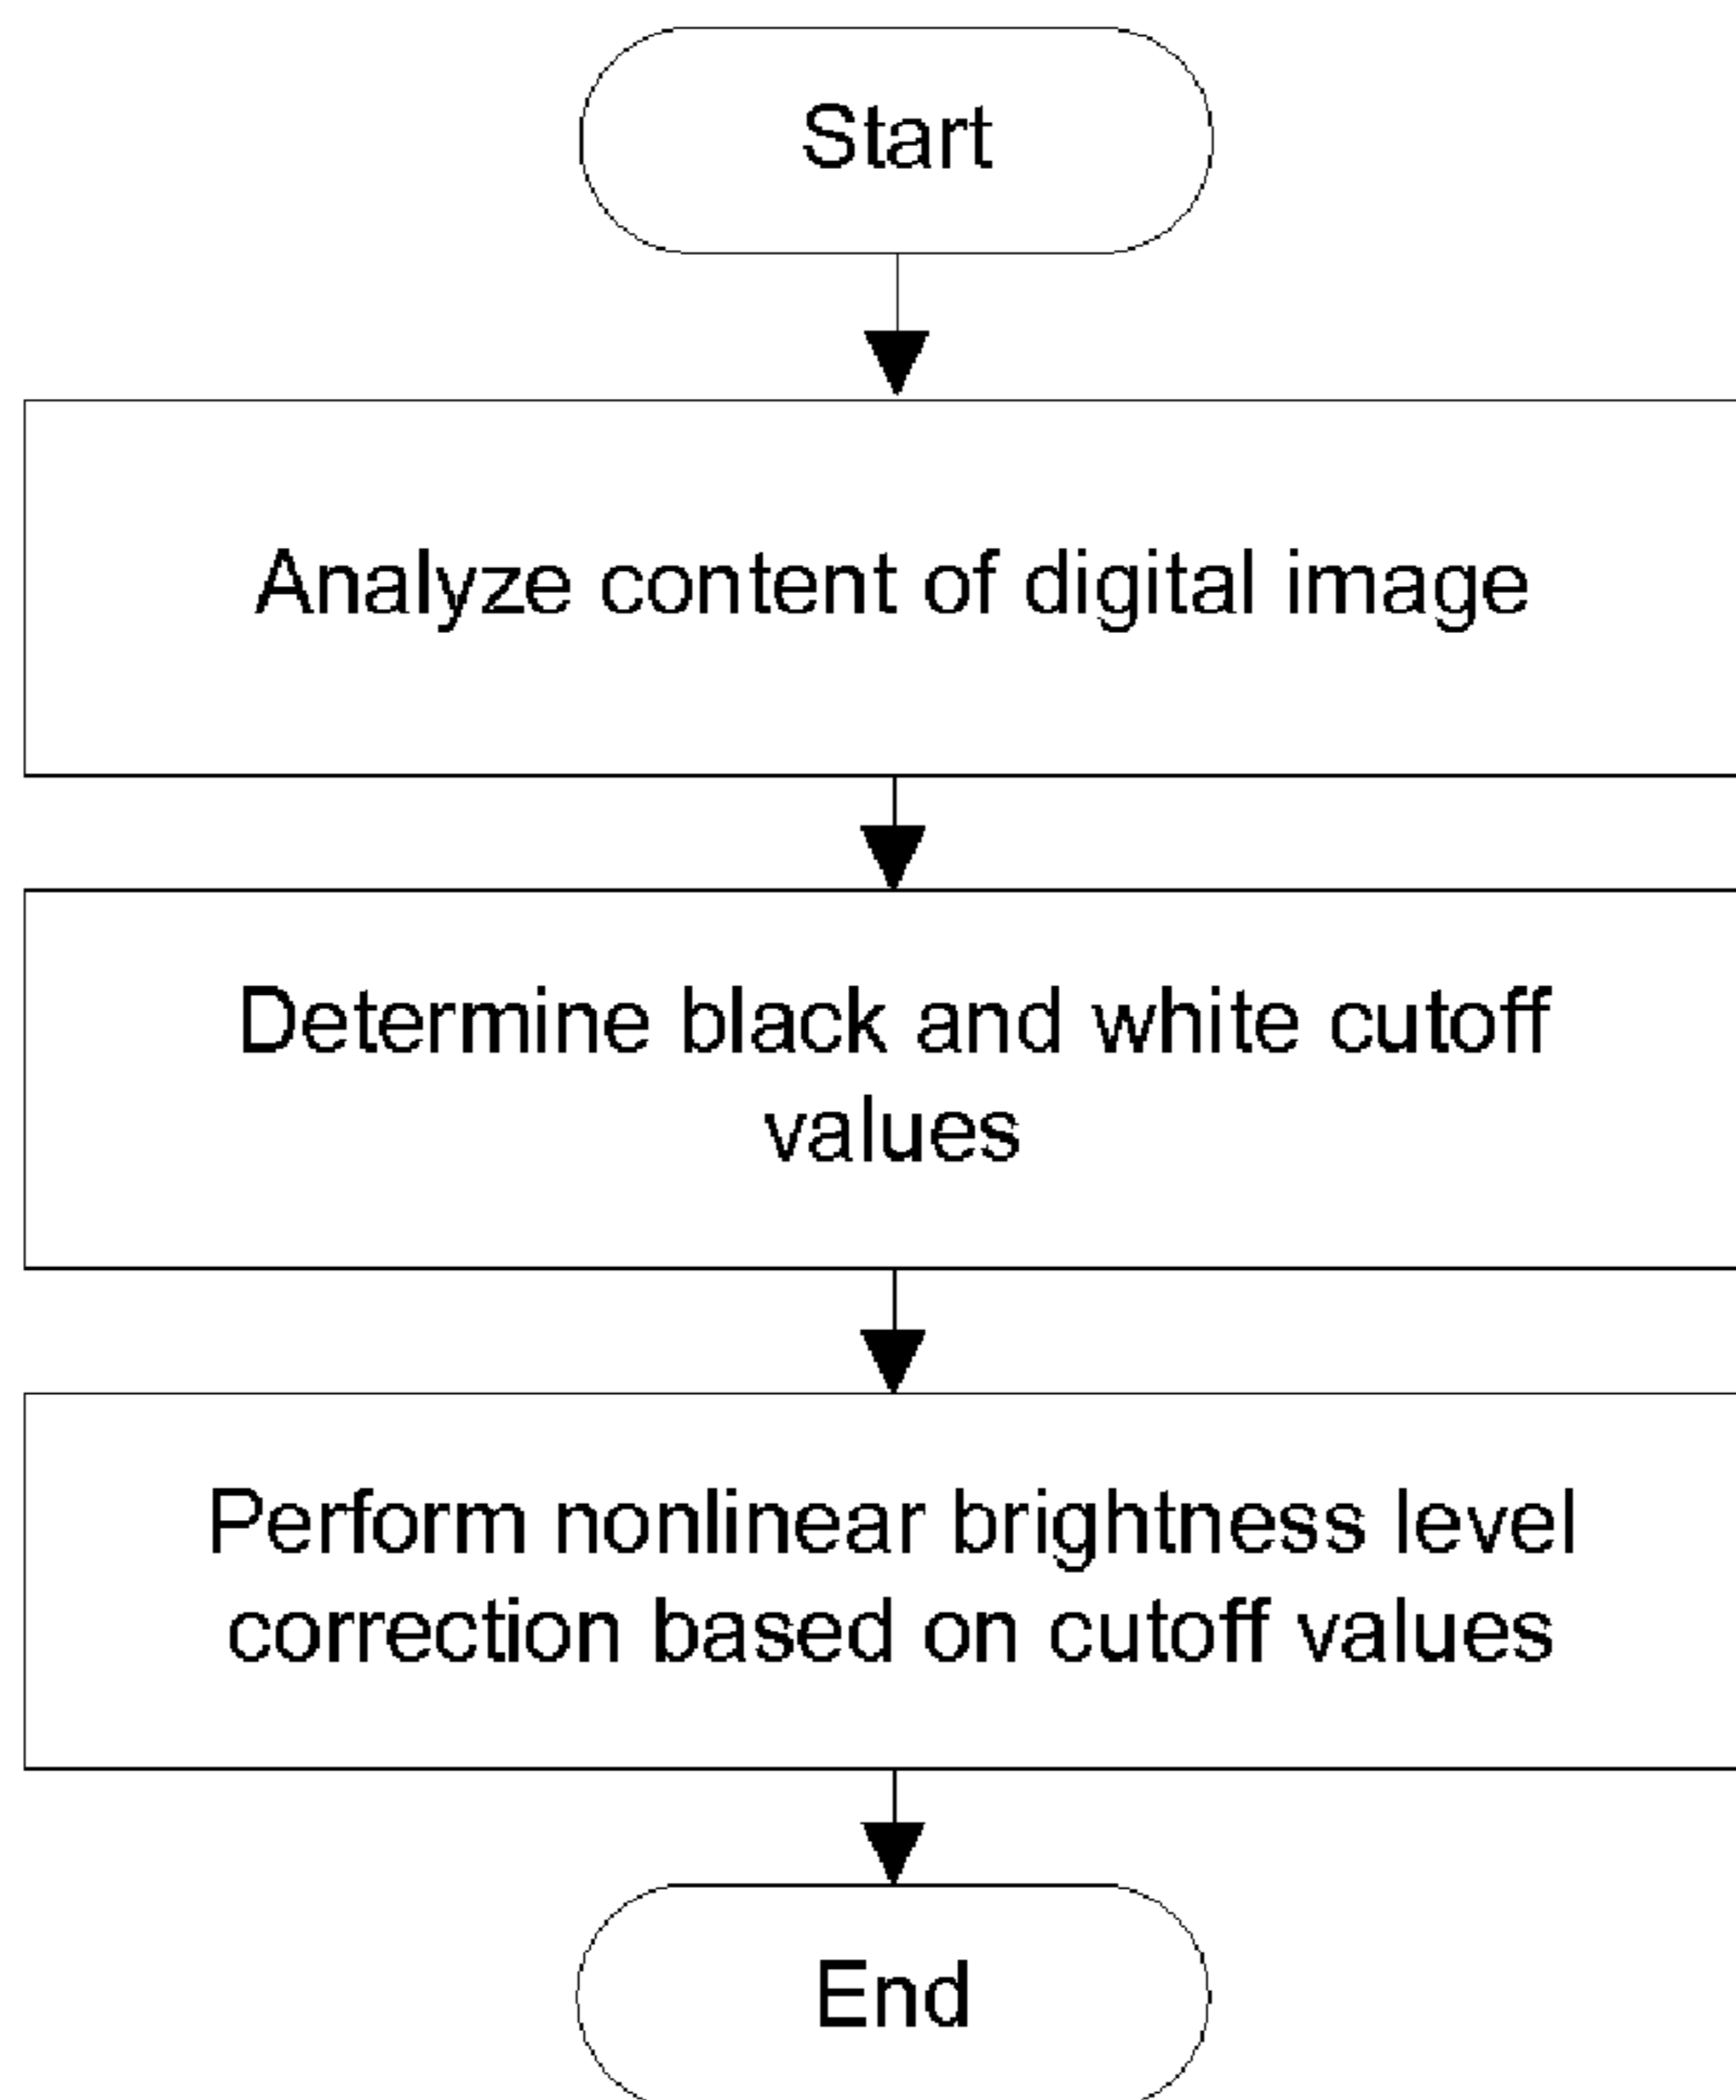 Start
Analyze content of digital image
Determine black and white cutoff
values
Perform nonlinear brightness level
correction based on cutoff values
End